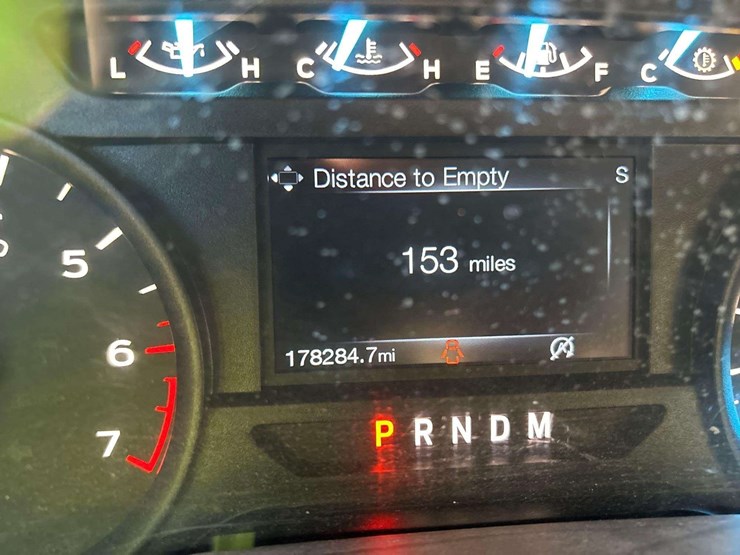 L H C H E F C
Distance to Empty S
5
153 miles
6
178284.7mi
P R N D M
7